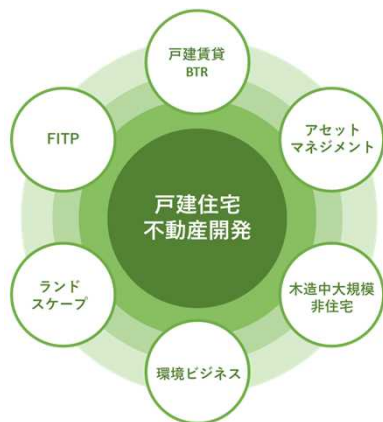 戸建賃貸
BTR
FITP
アセット
マネジメント
戸建住宅
不動産開発
ランド
スケープ
木造中大規模
非住宅
環境ビジネス